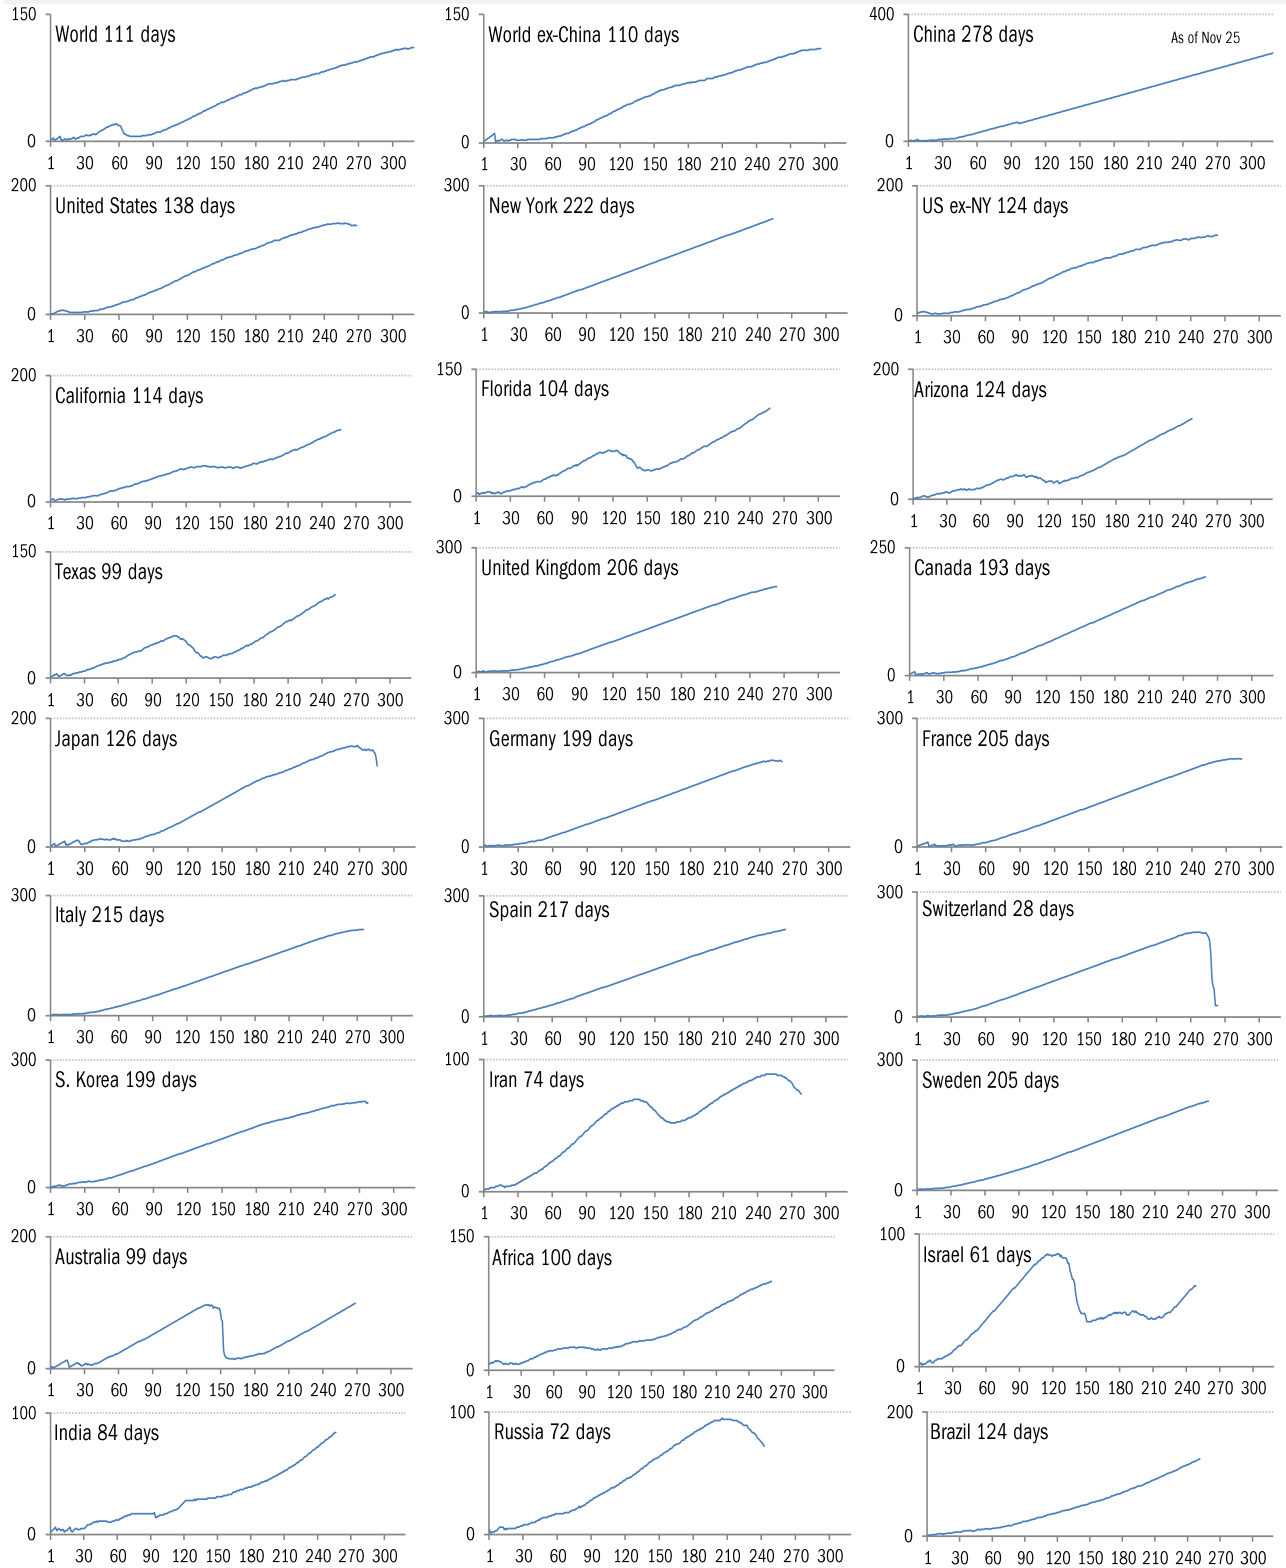 150
World 111 days
0
1 30 60 90 120 150 180 210 240 270 300
150
World ex-China 110 days
0
1 30 60 90 120 150 180 210 240 270 300
400
China 278 days
As of Nov 25
0
1 30 60 90 120 150 180 210 240 270 300
200
United States 138 days
0
1 30 60 90 120 150 180 210 240 270 300
300
New York 222 days
0
1 30 60 90 120 150 180 210 240 270 300
200
US ex-NY 124 days
0
1 30 60 90 120 150 180 210 240 270 300
200
California 114 days
0
1 30 60 90 120 150 180 210 240 270 300
150
Florida 104 days
0
1 30 60 90 120 150 180 210 240 270 300
200
Arizona 124 days
0
1 30 60 90 120 150 180 210 240 270 300
150
Texas 99 days
0
1 30 60 90 120 150 180 210 240 270 300
300
United Kingdom 206 days
0
1 30 60 90 120 150 180 210 240 270 300
250
Canada 193 days
0
1 30 60 90 120 150 180 210 240 270 300
200
Japan 126 days
0
1 30 60 90 120 150 180 210 240 270 300
300
Germany 199 days
0
1 30 60 90 120 150 180 210 240 270 300
300
France 205 days
0
1 30 60 90 120 150 180 210 240 270 300
300
Italy 215 days
0
1 30 60 90 120 150 180 210 240 270 300
300
Spain 217 days
0
1 30 60 90 120 150 180 210 240 270 300
300
Switzerland 28 days
0
1 30 60 90 120 150 180 210 240 270 300
300
S. Korea 199 days
0
1 30 60 90 120 150 180 210 240 270 300
100
Iran 74 days
0
1 30 60 90 120 150 180 210 240 270 300
300
Sweden 205 days
0
1 30 60 90 120 150 180 210 240 270 300
200
Australia 99 days
0
1 30 60 90 120 150 180 210 240 270 300
150
Africa 100 days
0
1 30 60 90 120 150 180 210 240 270 300
100
Israel 61 days
0
1 30 60 90 120 150 180 210 240 270 300
100
India 84 days
0
1 30 60 90 120 150 180 210 240 270 300
100
Russia 72 days
0
1 30 60 90 120 150 180 210 240 270 300
200
Brazil 124 days
0
1 30 60 90 120 150 180 210 240 270 300